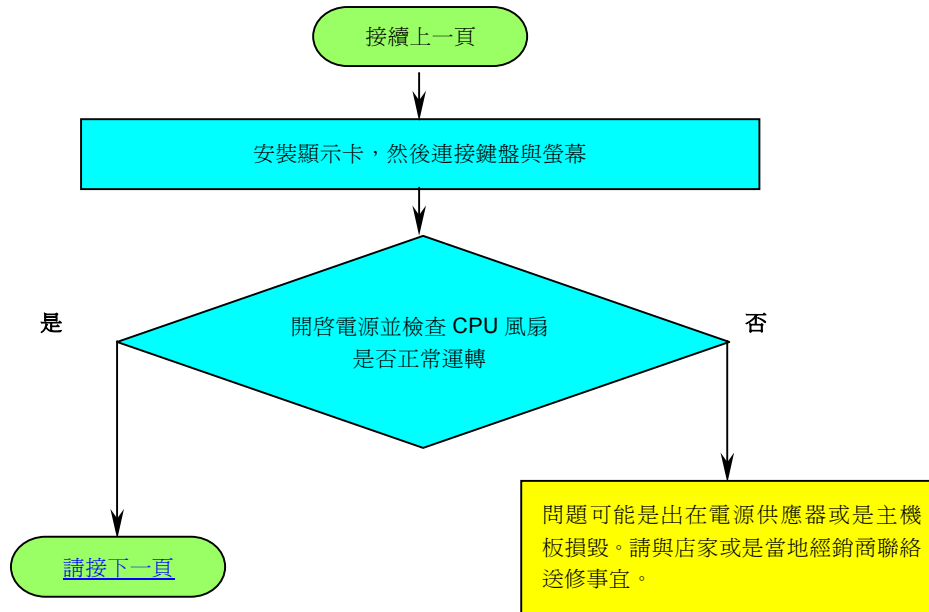 接續上一頁
安裝顯示卡，然後連接鍵盤與螢幕
是
否
開啓電源並檢查 CPU 風扇
是否正常運轉
問題可能是出在電源供應器或是主機
板損毀。請與店家或是當地經銷商聯絡
送修事宜。
請接下一頁